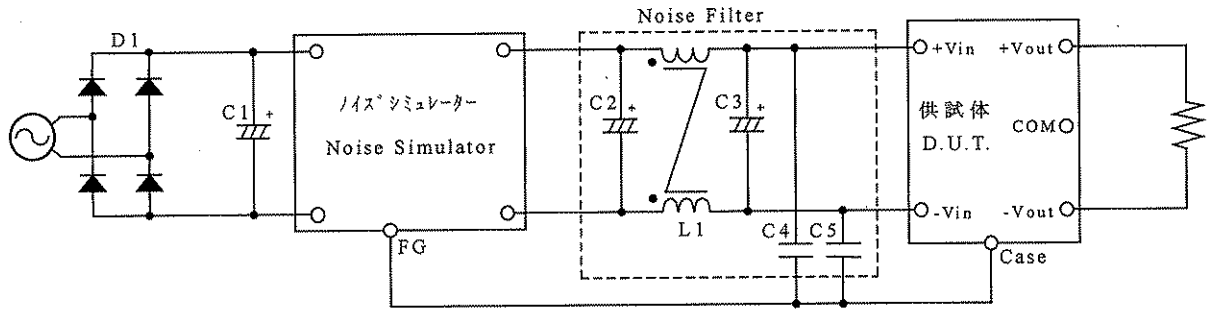 Noise Filter
D1
C1
+
ノイズシミュレーター
Noise Simulator
FG
C2
+
C3
+
L1
C4
C5
+Vin
+Vout
供試体
D.U.T.
COM
-Vin
-Vout
Case